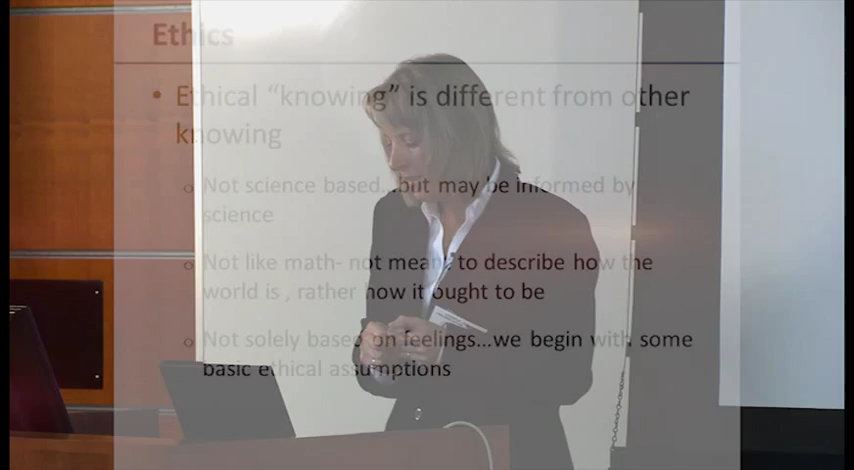 Ethics
• Ethical “knowing” is different from other
knowing
o Not science based...but may be informed by
science
o Not like math- not meant to describe how the
world is , rather how it ought to be
o Not solely based on feelings...we begin with some
basic ethical assumptions